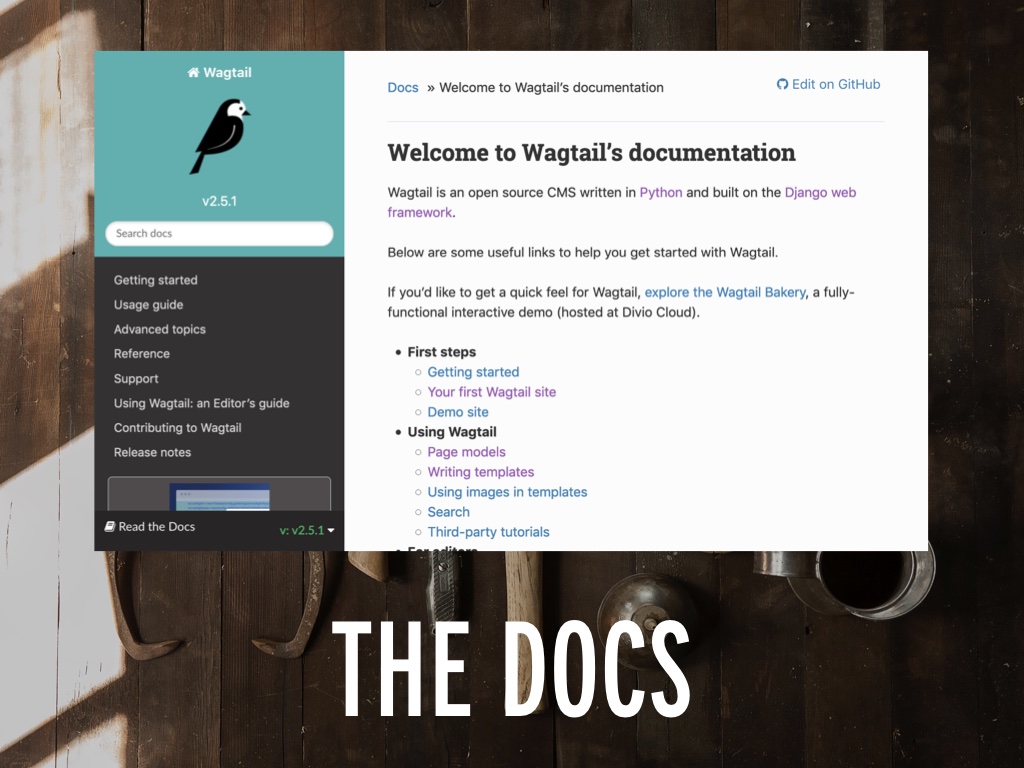 Wagtail
v2.5.1
Search docs
Getting started
Usage guide
Advanced topics
Reference
Support
Using Wagtail: an Editor's guide
Contributing to Wagtail
Release notes
Read the Docs
v: v2.5.1
Docs » Welcome to Wagtail's documentation
Edit on GitHub
Welcome to Wagtail's documentation
Wagtail is an open source CMS written in Python and built on the Django web
framework.
Below are some useful links to help you get started with Wagtail.
If you'd like to get a quick feel for Wagtail, explore the Wagtail Bakery, a fully-
functional interactive demo (hosted at Divio Cloud).
• First steps
○ Getting started
○ Your first Wagtail site
○ Demo site
• Using Wagtail
○ Page models
○ Writing templates
○ Using images in templates
○ Search
○ Third-party tutorials
• For editors
THE DOCS